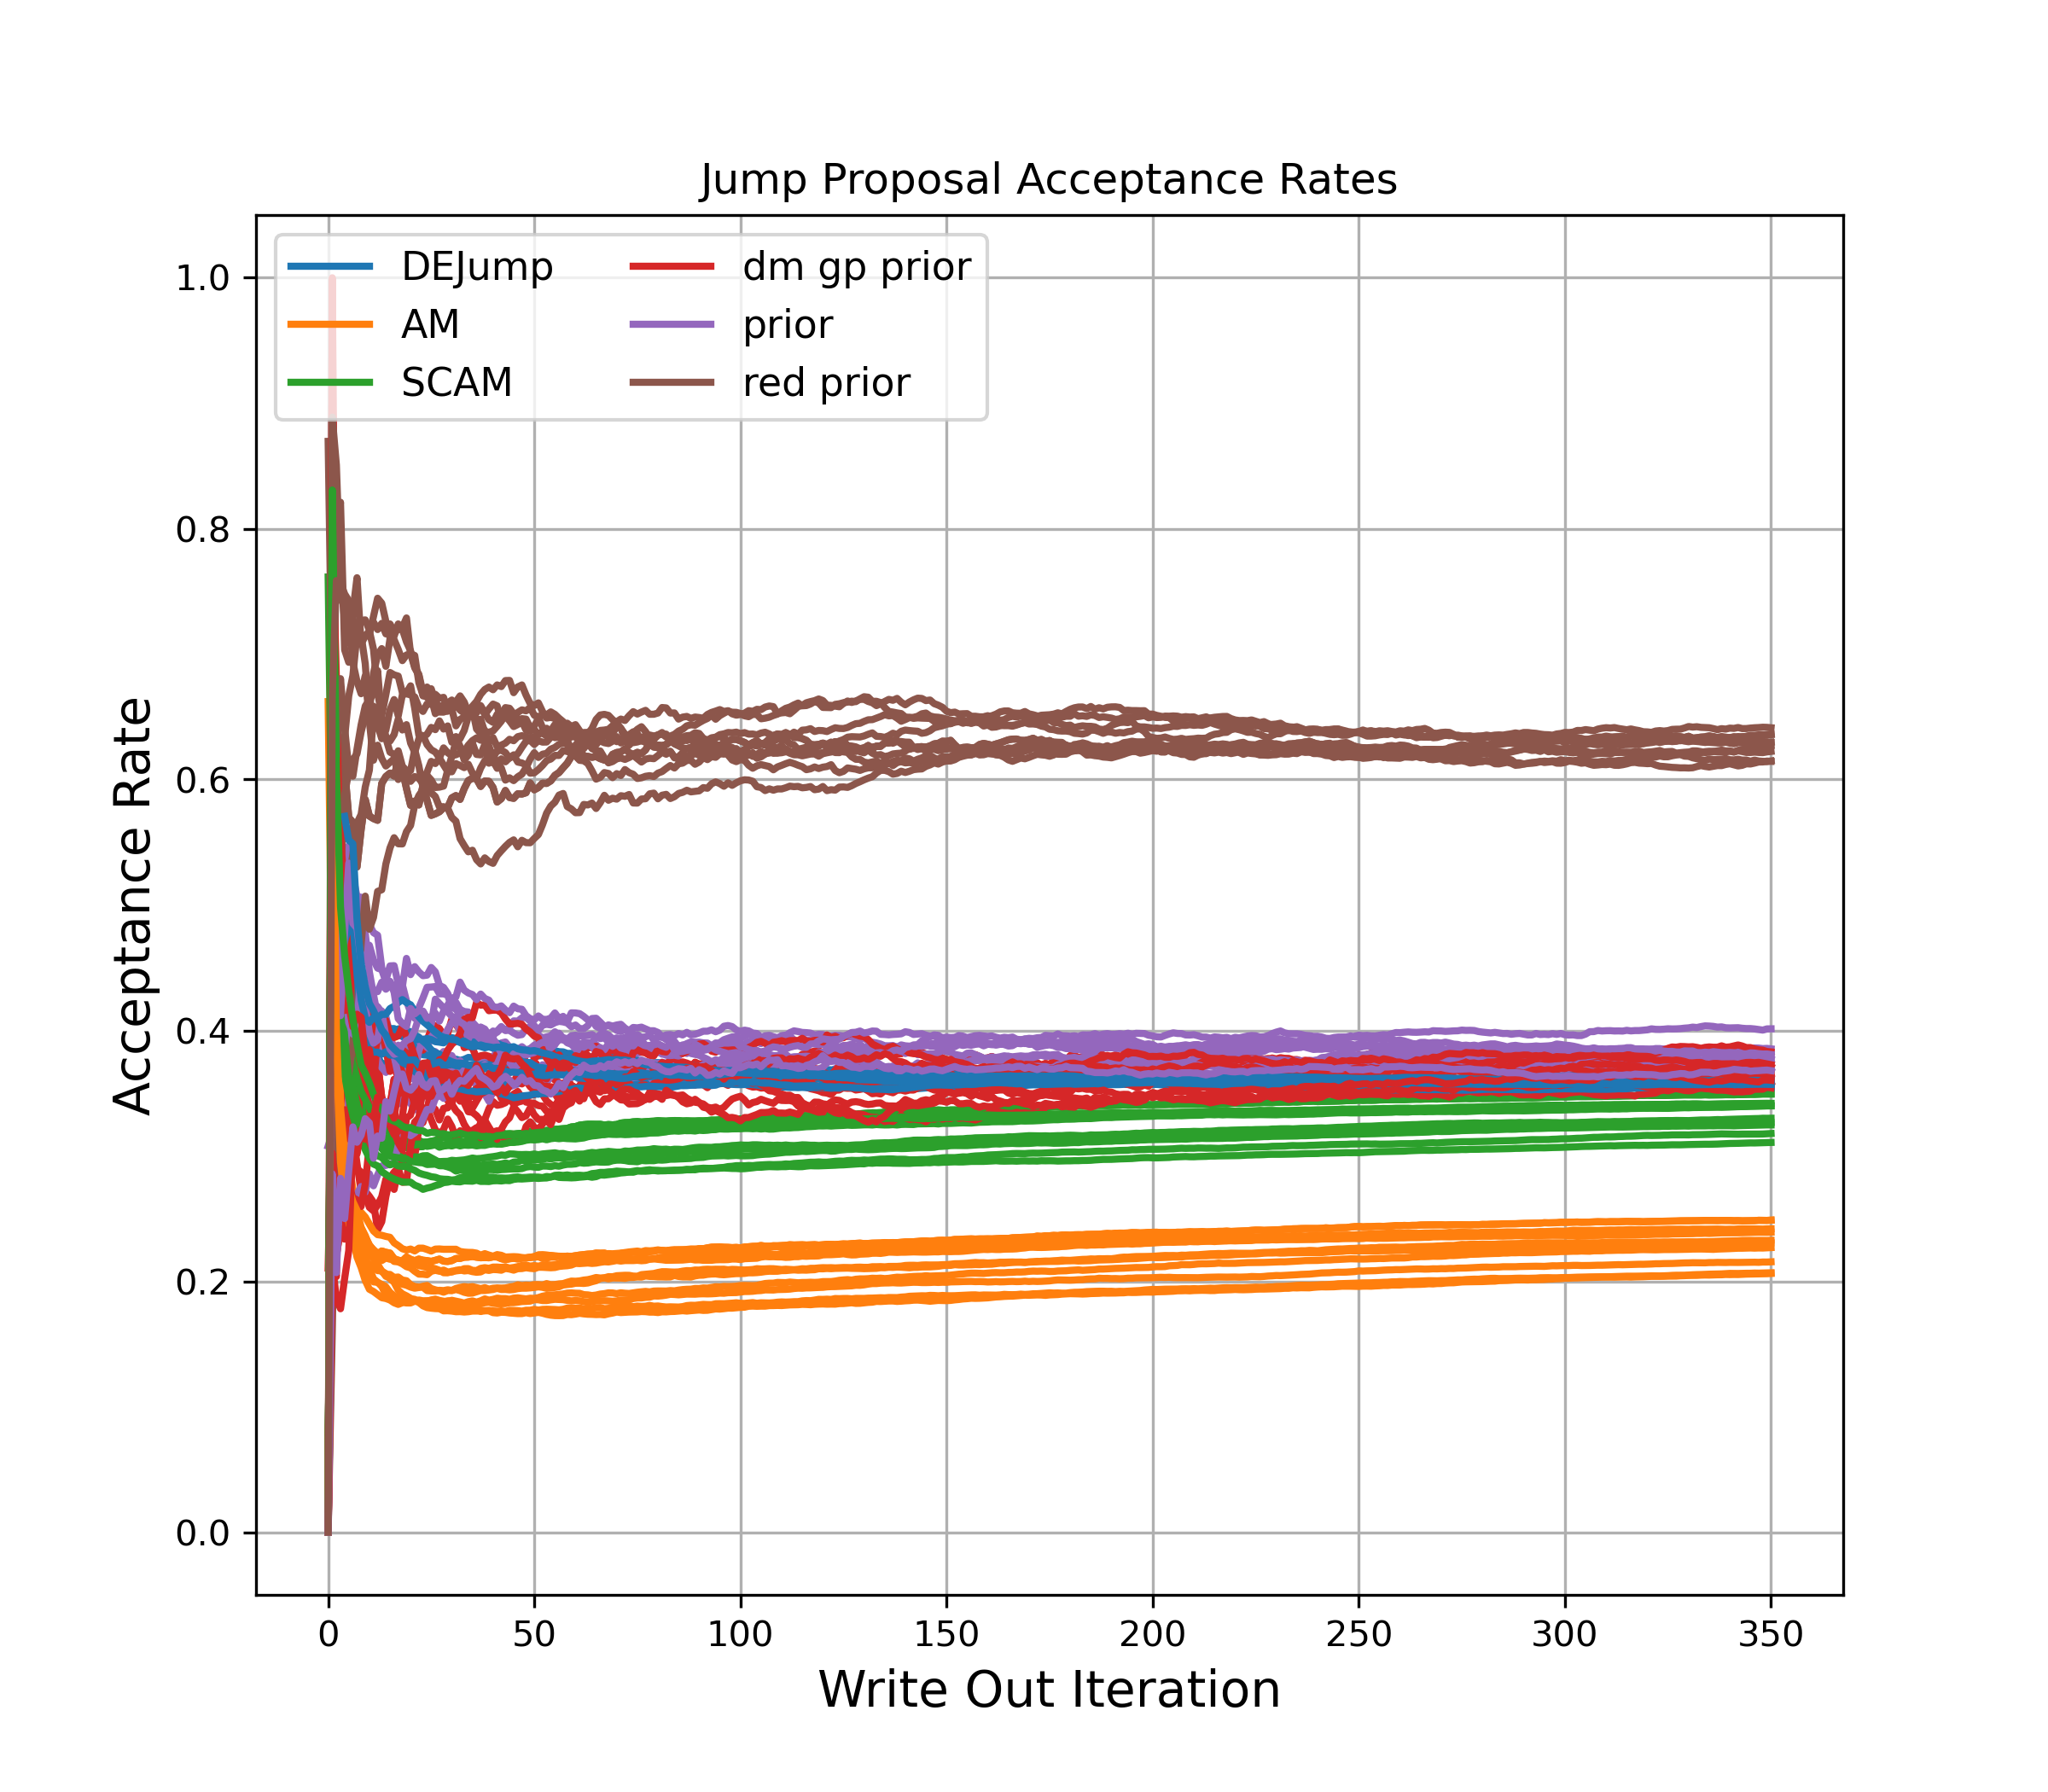 Jump Proposal Acceptance Rates
DEJump
AM
SCAM
dm gp prior
prior
red prior
1.0
0.8
0.6
0.4
0.2
0.0
Acceptance Rate
0 50 100 150 200 250 300 350
Write Out Iteration